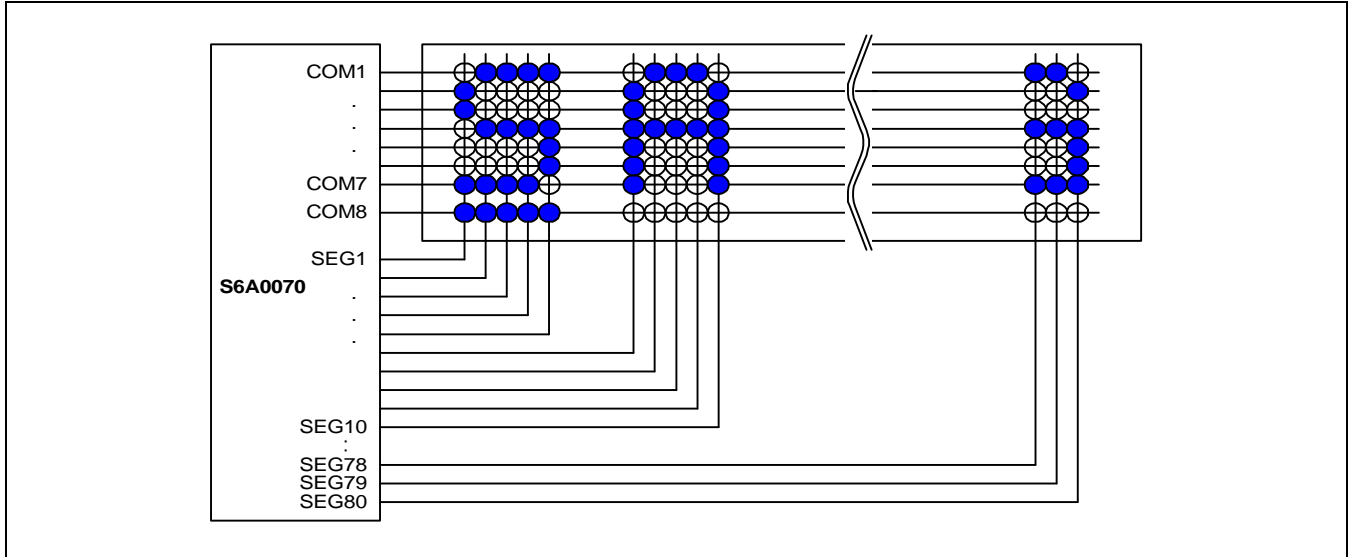 COM1
.
.
.
COM7
COM8
SEG1
S6A0070
.
.
.
SEG10
:
SEG78
SEG79
SEG80